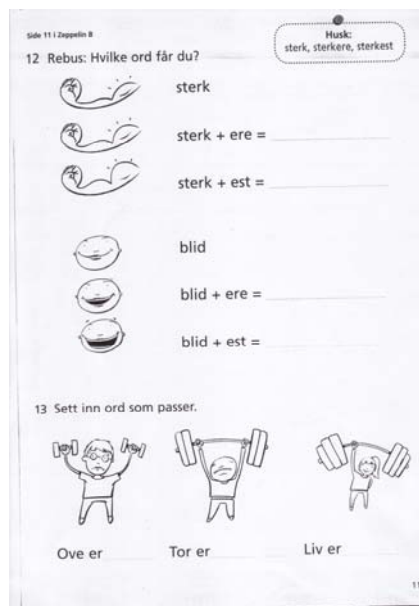 Side 11 i Zeppelin B
Husk:
sterk, sterkere, sterkest
12 Rebus: Hvilke ord får du?
sterk
sterk + ere =
sterk + est =
blid
blid + ere =
blid + est =
13 Sett inn ord som passer.
Ove er
Tor er
Liv er
11